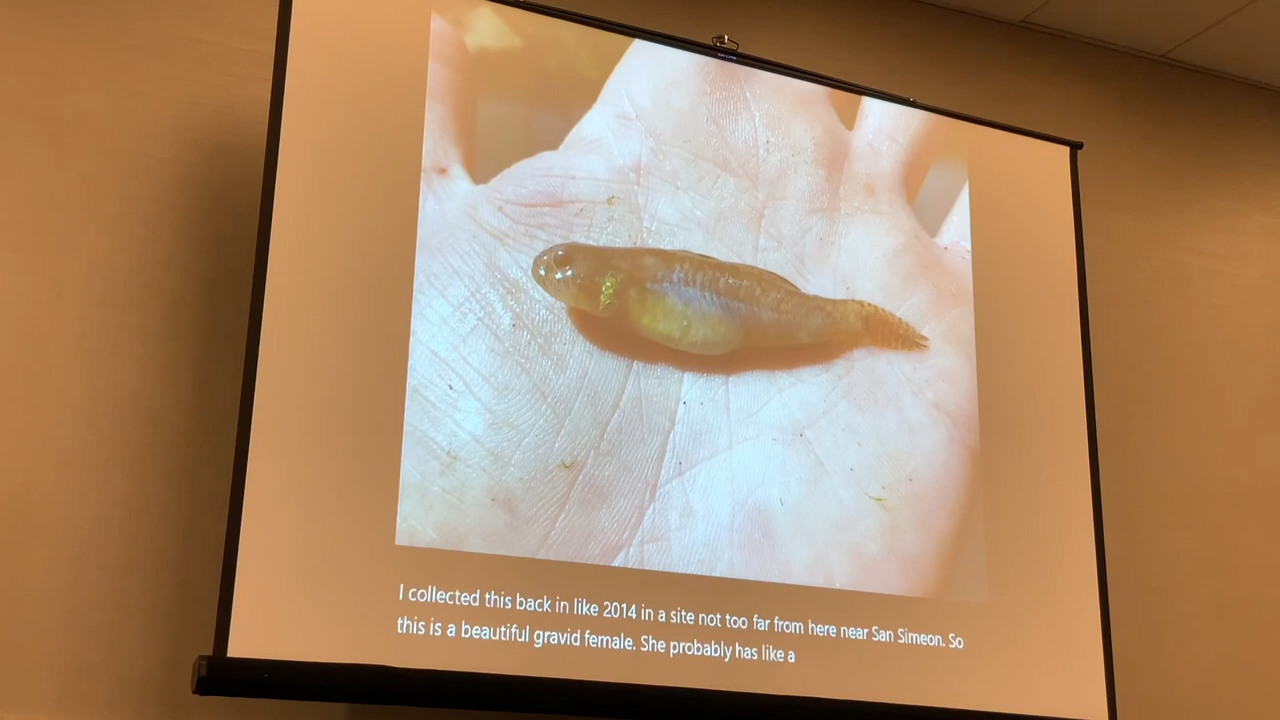 I collected this back in like 2014 in a site not too far from here near San Simeon. So
this is a beautiful gravid female. She probably has like a